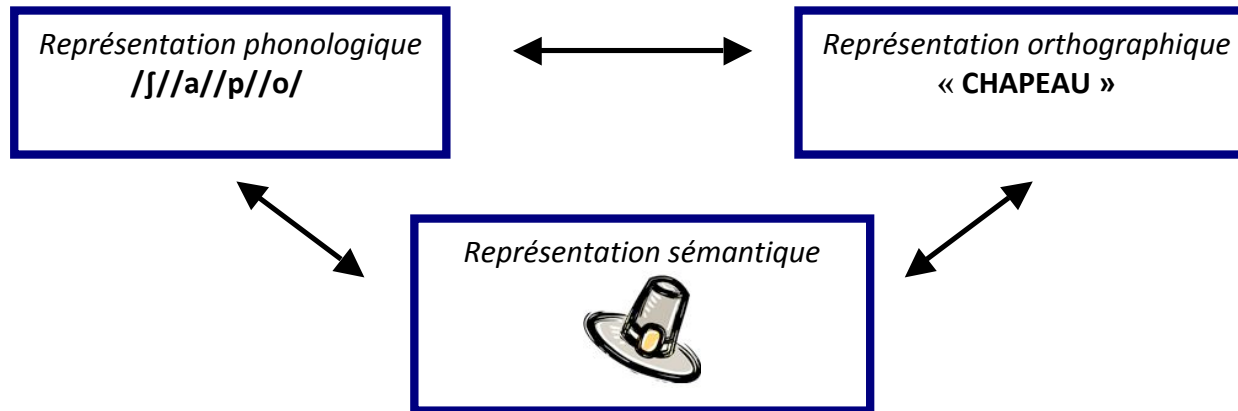 Représentation phonologique
/ʃ//a//p//o/
Représentation orthographique
« CHAPEAU »
Représentation sémantique